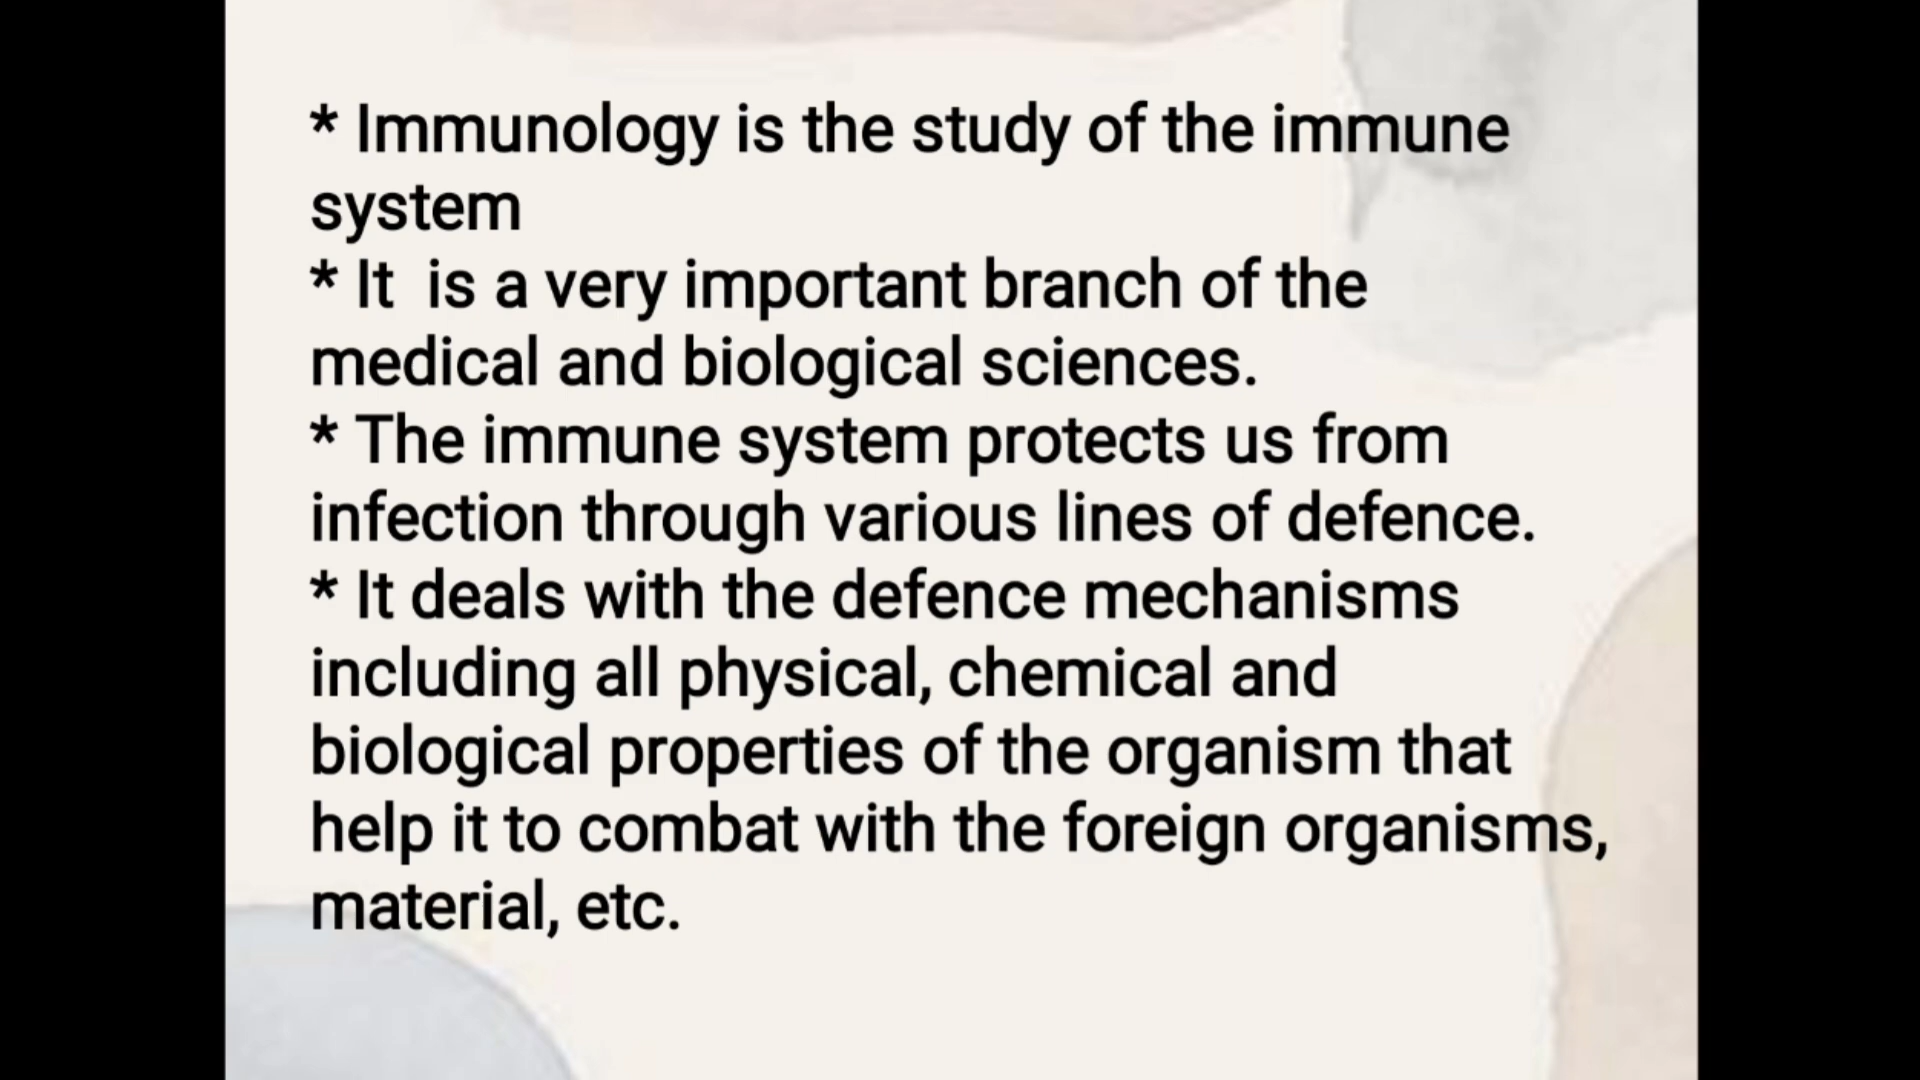 * Immunology is the study of the immune
system
* It  is a very important branch of the
medical and biological sciences.
* The immune system protects us from
infection through various lines of defence.
* It deals with the defence mechanisms
including all physical, chemical and
biological properties of the organism that
help it to combat with the foreign organisms,
material, etc.